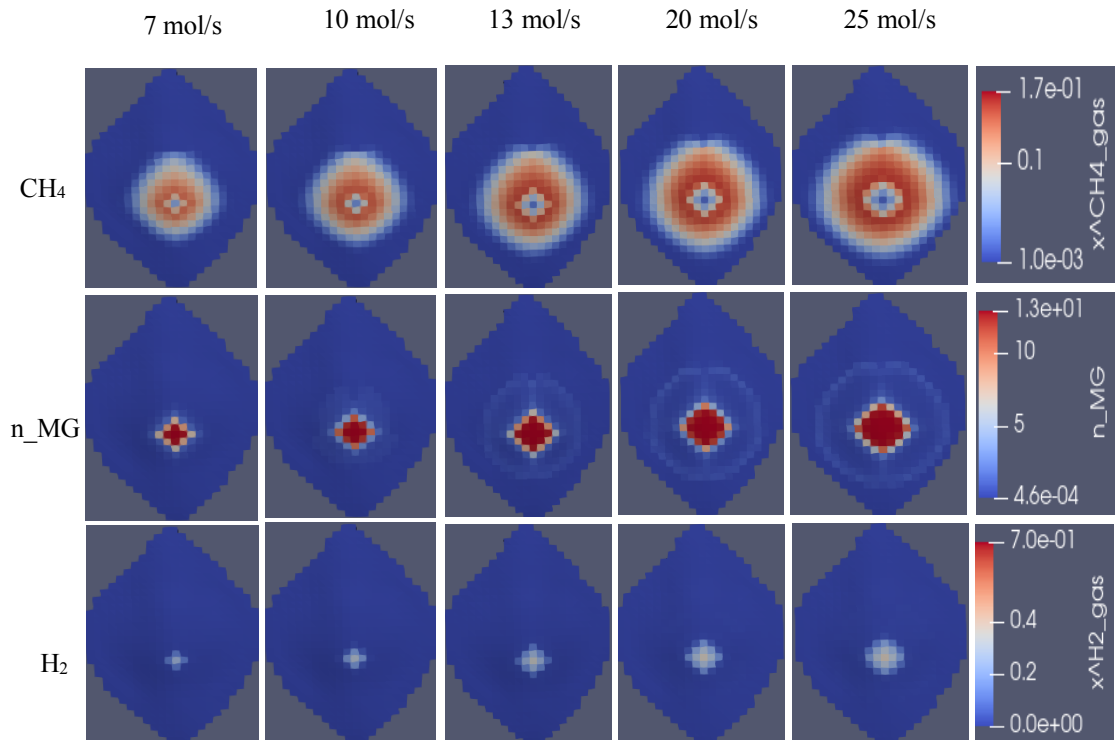 7 mol/s 10 mol/s 13 mol/s 20 mol/s 25 mol/s
CH₄
1.7e-01
0.1
1.0e-03
x^CH4_gas
n_MG
1.3e+01
10
5
4.6e-04
n_MG
H₂
7.0e-01
0.4
0.2
0.0e+00
x^H2_gas